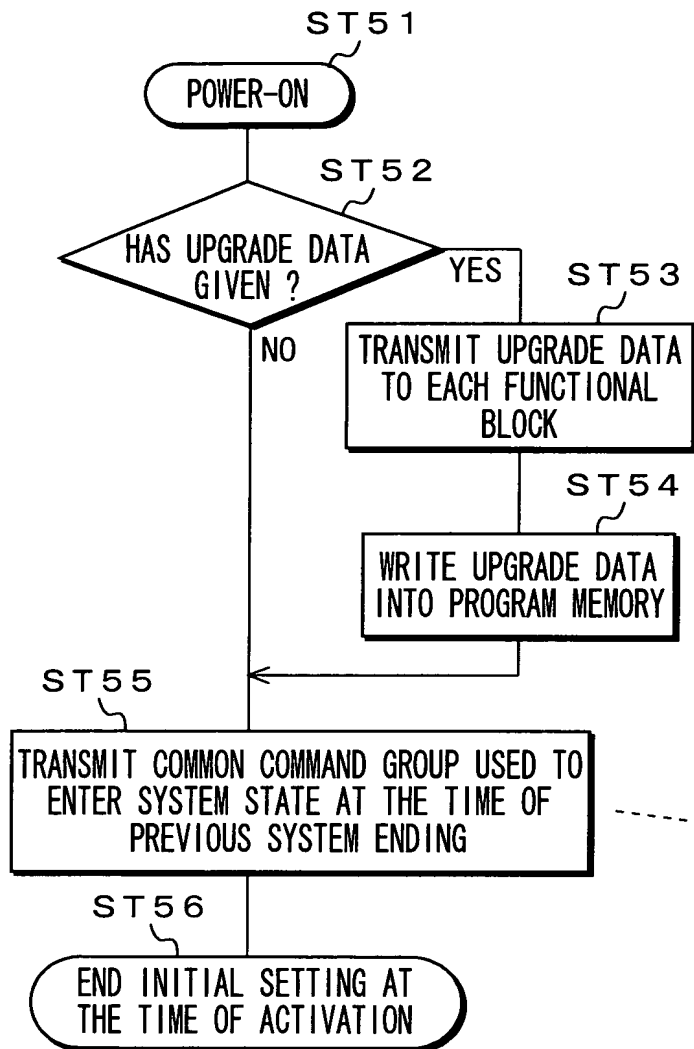 ST51
POWER-ON
ST52
HAS UPGRADE DATA
GIVEN ?
YES
NO
ST53
TRANSMIT UPGRADE DATA
TO EACH FUNCTIONAL
BLOCK
ST54
WRITE UPGRADE DATA
INTO PROGRAM MEMORY
ST55
TRANSMIT COMMON COMMAND GROUP USED TO
ENTER SYSTEM STATE AT THE TIME OF
PREVIOUS SYSTEM ENDING
ST56
END INITIAL SETTING AT
THE TIME OF ACTIVATION